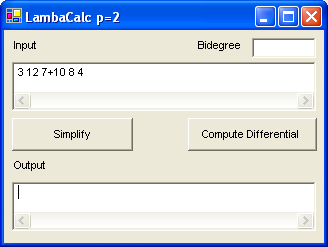 LambaCalc p=2
Input Bidegree
3 12 7+10 8 4
Simplify Compute Differential
Output